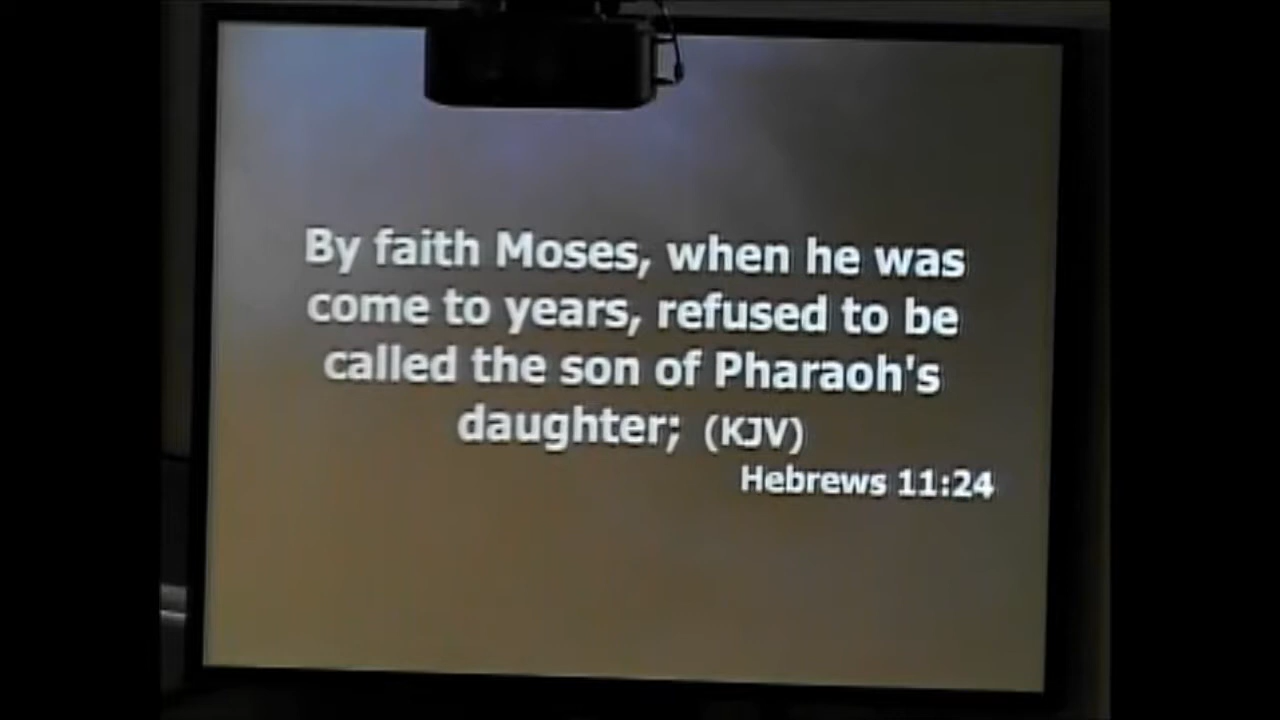 By faith Moses, when he was
come to years, refused to be
called the son of Pharaoh's
daughter; (KJV)
Hebrews 11:24